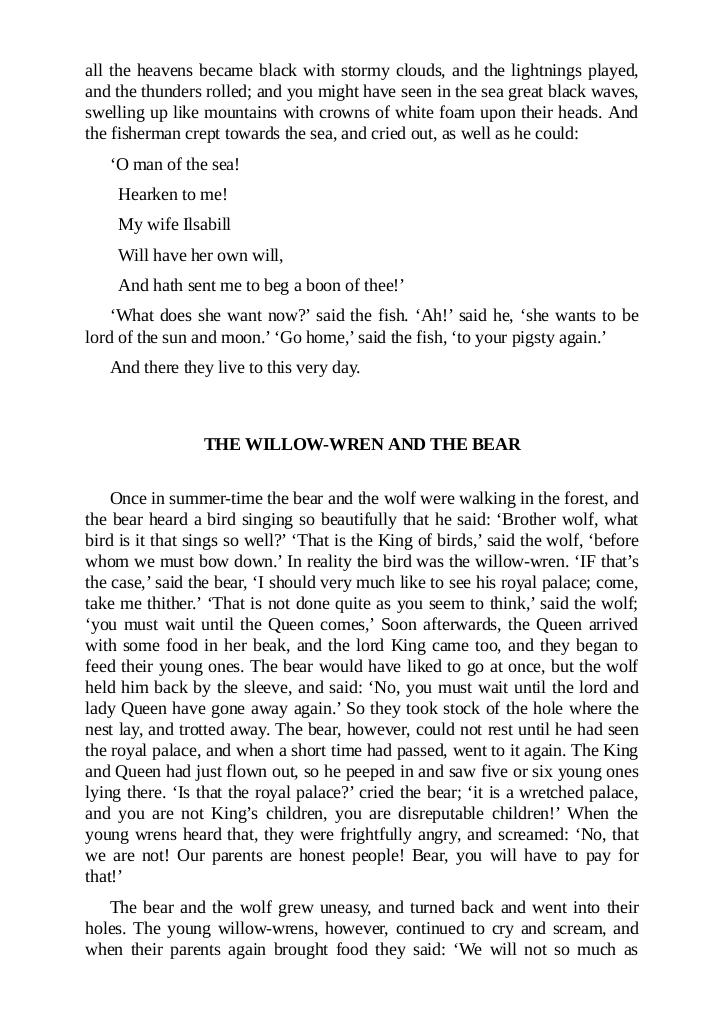 all the heavens became black with stormy clouds, and the lightnings played,
and the thunders rolled; and you might have seen in the sea great black waves,
swelling up like mountains with crowns of white foam upon their heads. And
the fisherman crept towards the sea, and cried out, as well as he could:
‘O man of the sea!
Hearken to me!
My wife Ilsabill
Will have her own will,
And hath sent me to beg a boon of thee!’
‘What does she want now?’ said the fish. ‘Ah!’ said he, ‘she wants to be
lord of the sun and moon.’ ‘Go home,’ said the fish, ‘to your pigsty again.’
And there they live to this very day.
THE WILLOW-WREN AND THE BEAR
Once in summer-time the bear and the wolf were walking in the forest, and
the bear heard a bird singing so beautifully that he said: ‘Brother wolf, what
bird is it that sings so well?’ ‘That is the King of birds,’ said the wolf, ‘before
whom we must bow down.’ In reality the bird was the willow-wren. ‘IF that’s
the case,’ said the bear, ‘I should very much like to see his royal palace; come,
take me thither.’ ‘That is not done quite as you seem to think,’ said the wolf;
‘you must wait until the Queen comes,’ Soon afterwards, the Queen arrived
with some food in her beak, and the lord King came too, and they began to
feed their young ones. The bear would have liked to go at once, but the wolf
held him back by the sleeve, and said: ‘No, you must wait until the lord and
lady Queen have gone away again.’ So they took stock of the hole where the
nest lay, and trotted away. The bear, however, could not rest until he had seen
the royal palace, and when a short time had passed, went to it again. The King
and Queen had just flown out, so he peeped in and saw five or six young ones
lying there. ‘Is that the royal palace?’ cried the bear; ‘it is a wretched palace,
and you are not King’s children, you are disreputable children!’ When the
young wrens heard that, they were frightfully angry, and screamed: ‘No, that
we are not! Our parents are honest people! Bear, you will have to pay for
that!’
The bear and the wolf grew uneasy, and turned back and went into their
holes. The young willow-wrens, however, continued to cry and scream, and
when their parents again brought food they said: ‘We will not so much as